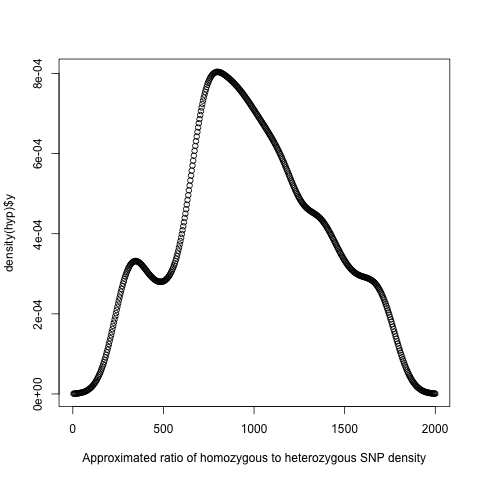 8e-04
6e-04
4e-04
2e-04
0e+00
density(hyp)$y
0 500 1000 1500 2000
Approximated ratio of homozygous to heterozygous SNP density